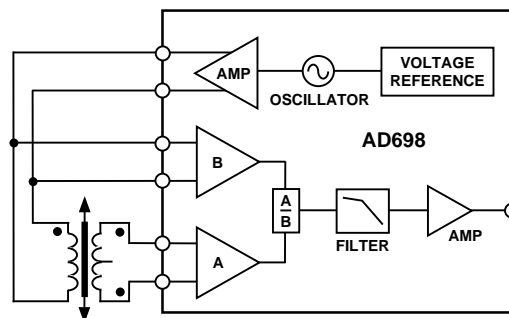 AMP
OSCILLATOR
VOLTAGE
REFERENCE
AD698
B
A
B
A
FILTER
AMP